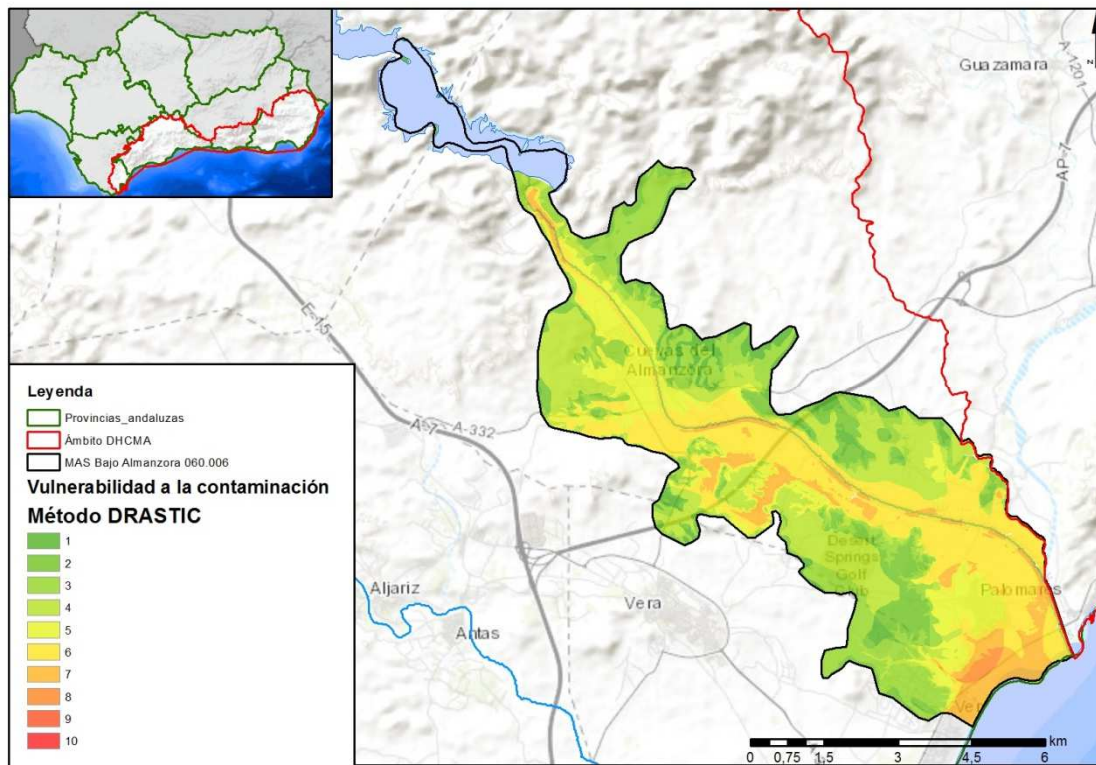 Guazamara
A-1201
N
AP-7
E-15
Cuevas del
Almanzora
A-7
A-332
Leyenda
Provincias_andaluzas
Ámbito DHCMA
MAS Bajo Almanzora 060.006
Vulnerabilidad a la contaminación
Método DRASTIC
1
2
3
4
5
6
7
8
9
10
Desert
Springs
Golf
Club
Palomares
Aljariz
Vera
Antas
Ver
km
0 0,75 1,5 3 4,5 6